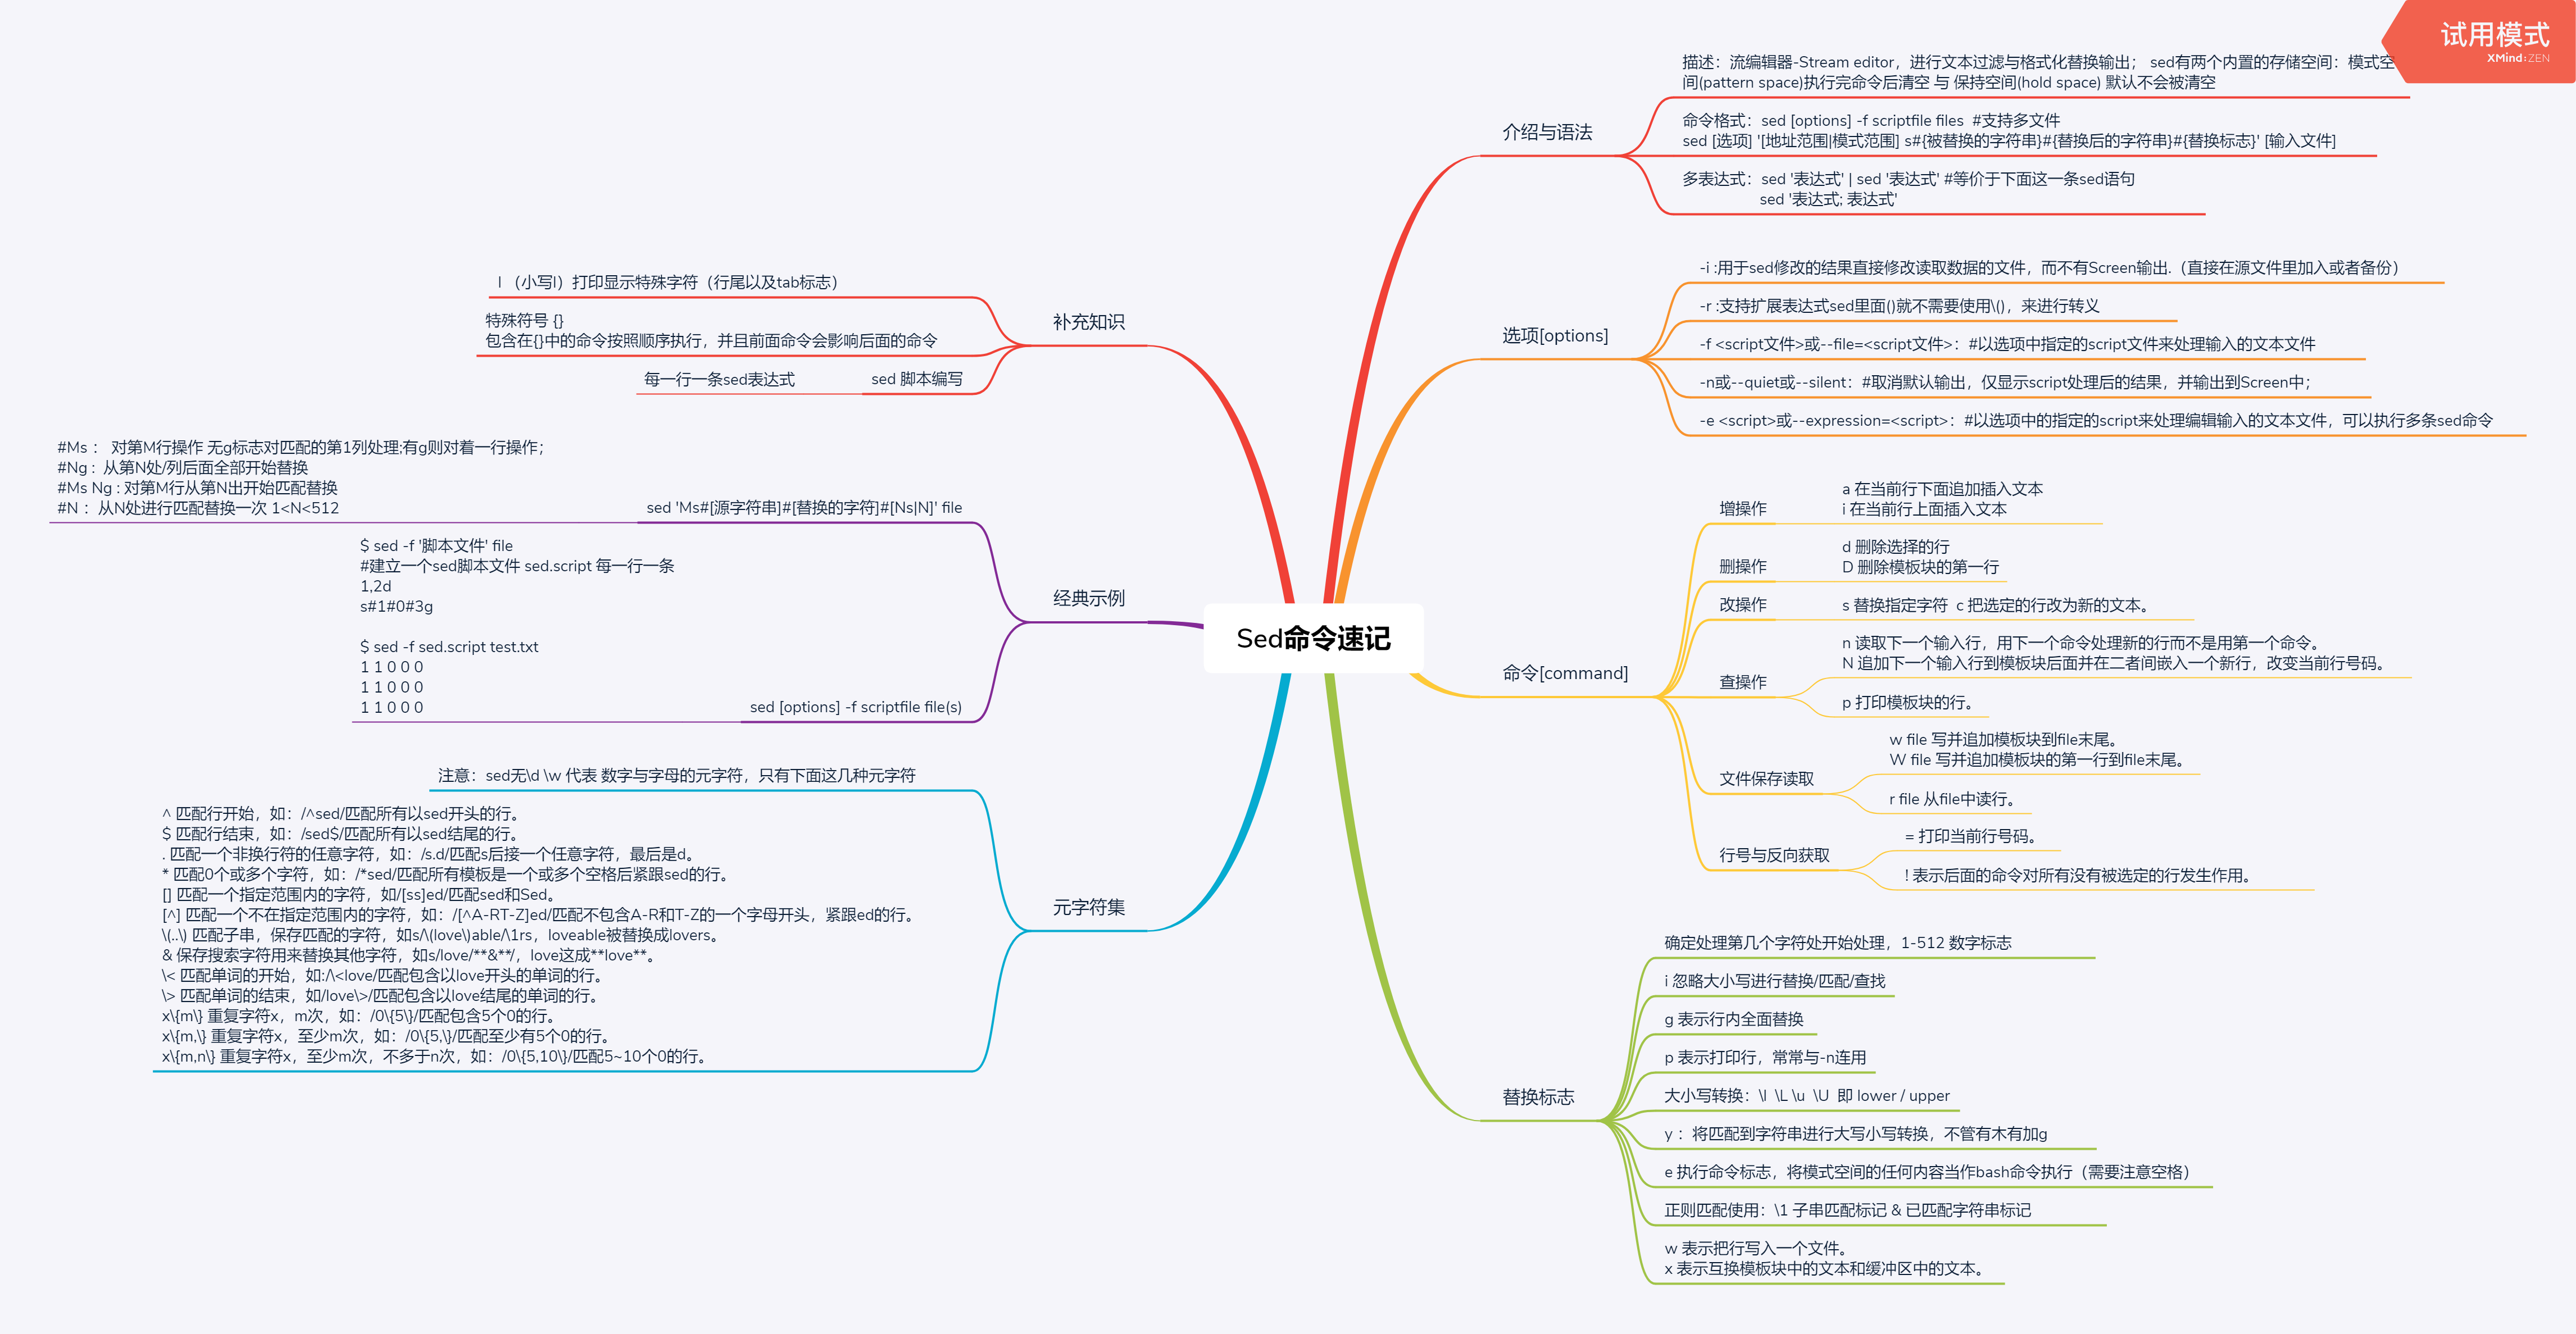 试用模式
XMind:ZEN
Sed命令速记
介绍与语法
描述：流编辑器-Stream editor，进行文本过滤与格式化替换输出； sed有两个内置的存储空间：模式空
间(pattern space)执行完命令后清空 与 保持空间(hold space) 默认不会被清空
命令格式：sed [options] -f scriptfile files #支持多文件
sed [选项] '[地址范围|模式范围] s#{被替换的字符串}#{替换后的字符串}#{替换标志}' [输入文件]
多表达式：sed '表达式' | sed '表达式' #等价于下面这一条sed语句
sed '表达式; 表达式'
选项[options]
-i :用于sed修改的结果直接修改读取数据的文件，而不有Screen输出.（直接在源文件里加入或者备份）
-r :支持扩展表达式sed里面()就不需要使用\()，来进行转义
-f <script文件>或--file=<script文件>：#以选项中指定的script文件来处理输入的文本文件
-n或--quiet或--silent：#取消默认输出，仅显示script处理后的结果，并输出到Screen中；
-e <script>或--expression=<script>：#以选项中的指定的script来处理编辑输入的文本文件，可以执行多条sed命令
命令[command]
增操作
a 在当前行下面追加插入文本
i 在当前行上面插入文本
删操作
d 删除选择的行
D 删除模板块的第一行
改操作
s 替换指定字符 c 把选定的行改为新的文本。
查操作
n 读取下一个输入行，用下一个命令处理新的行而不是用第一个命令。
N 追加下一个输入行到模板块后面并在二者间嵌入一个新行，改变当前行号码。
p 打印模板块的行。
文件保存读取
w file 写并追加模板块到file末尾。
W file 写并追加模板块的第一行到file末尾。
r file 从file中读行。
行号与反向获取
= 打印当前行号码。
! 表示后面的命令对所有没有被选定的行发生作用。
替换标志
确定处理第几个字符处开始处理，1-512 数字标志
i 忽略大小写进行替换/匹配/查找
g 表示行内全面替换
p 表示打印行，常常与-n连用
大小写转换：\l \L \u \U 即 lower / upper
y ：将匹配到字符串进行大写小写转换，不管有木有加g
e 执行命令标志，将模式空间的任何内容当作bash命令执行（需要注意空格）
正则匹配使用：\1 子串匹配标记 & 已匹配字符串标记
w 表示把行写入一个文件。
x 表示互换模板块中的文本和缓冲区中的文本。
补充知识
l （小写l）打印显示特殊字符（行尾以及tab标志）
特殊符号 {}
包含在{}中的命令按照顺序执行，并且前面命令会影响后面的命令
sed 脚本编写
每一行一条sed表达式
经典示例
sed 'Ms#[源字符串]#[替换的字符]#[Ns|N]' file
#Ms ： 对第M行操作 无g标志对匹配的第1列处理;有g则对着一行操作；
#Ng : 从第N处/列后面全部开始替换
#Ms Ng : 对第M行从第N出开始匹配替换
#N ：从N处进行匹配替换一次 1<N<512
sed [options] -f scriptfile file(s)
$ sed -f '脚本文件' file
#建立一个sed脚本文件 sed.script 每一行一条
1,2d
s#1#0#3g
$ sed -f sed.script test.txt
1 1 0 0 0
1 1 0 0 0
1 1 0 0 0
元字符集
注意：sed无\d \w 代表 数字与字母的元字符，只有下面这几种元字符
^ 匹配行开始，如：/^sed/匹配所有以sed开头的行。
$ 匹配行结束，如：/sed$/匹配所有以sed结尾的行。
. 匹配一个非换行符的任意字符，如：/s.d/匹配s后接一个任意字符，最后是d。
* 匹配0个或多个字符，如：/*sed/匹配所有模板是一个或多个空格后紧跟sed的行。
[] 匹配一个指定范围内的字符，如/[ss]ed/匹配sed和Sed。
[^] 匹配一个不在指定范围内的字符，如：/[^A-RT-Z]ed/匹配不包含A-R和T-Z的一个字母开头，紧跟ed的行。
\(..\) 匹配子串，保存匹配的字符，如s/\(love\)able/\1rs，loveable被替换成lovers。
& 保存搜索字符用来替换其他字符，如s/love/**&**/，love这成**love**。
\< 匹配单词的开始，如:/\<love/匹配包含以love开头的单词的行。
\> 匹配单词的结束，如/love\>/匹配包含以love结尾的单词的行。
x\{m\} 重复字符x，m次，如：/0\{5\}/匹配包含5个0的行。
x\{m,\} 重复字符x，至少m次，如：/0\{5,\}/匹配至少有5个0的行。
x\{m,n\} 重复字符x，至少m次，不多于n次，如：/0\{5,10\}/匹配5~10个0的行。